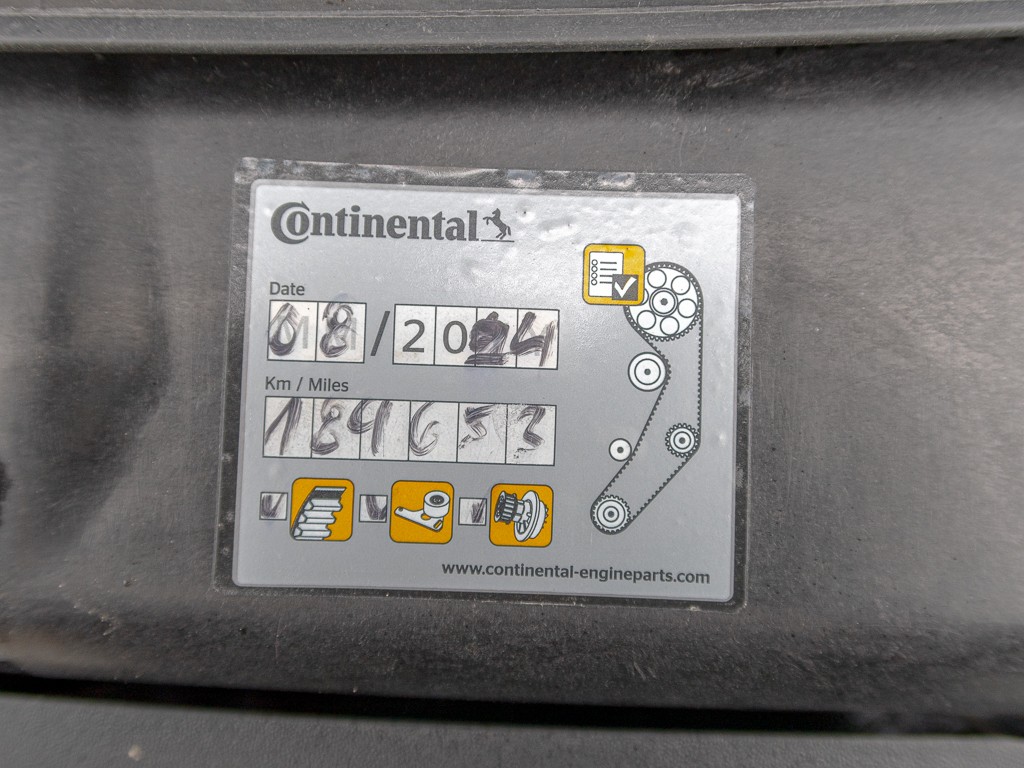 Continental
Date
08/2024
Km / Miles
184653
www.continental-engineparts.com